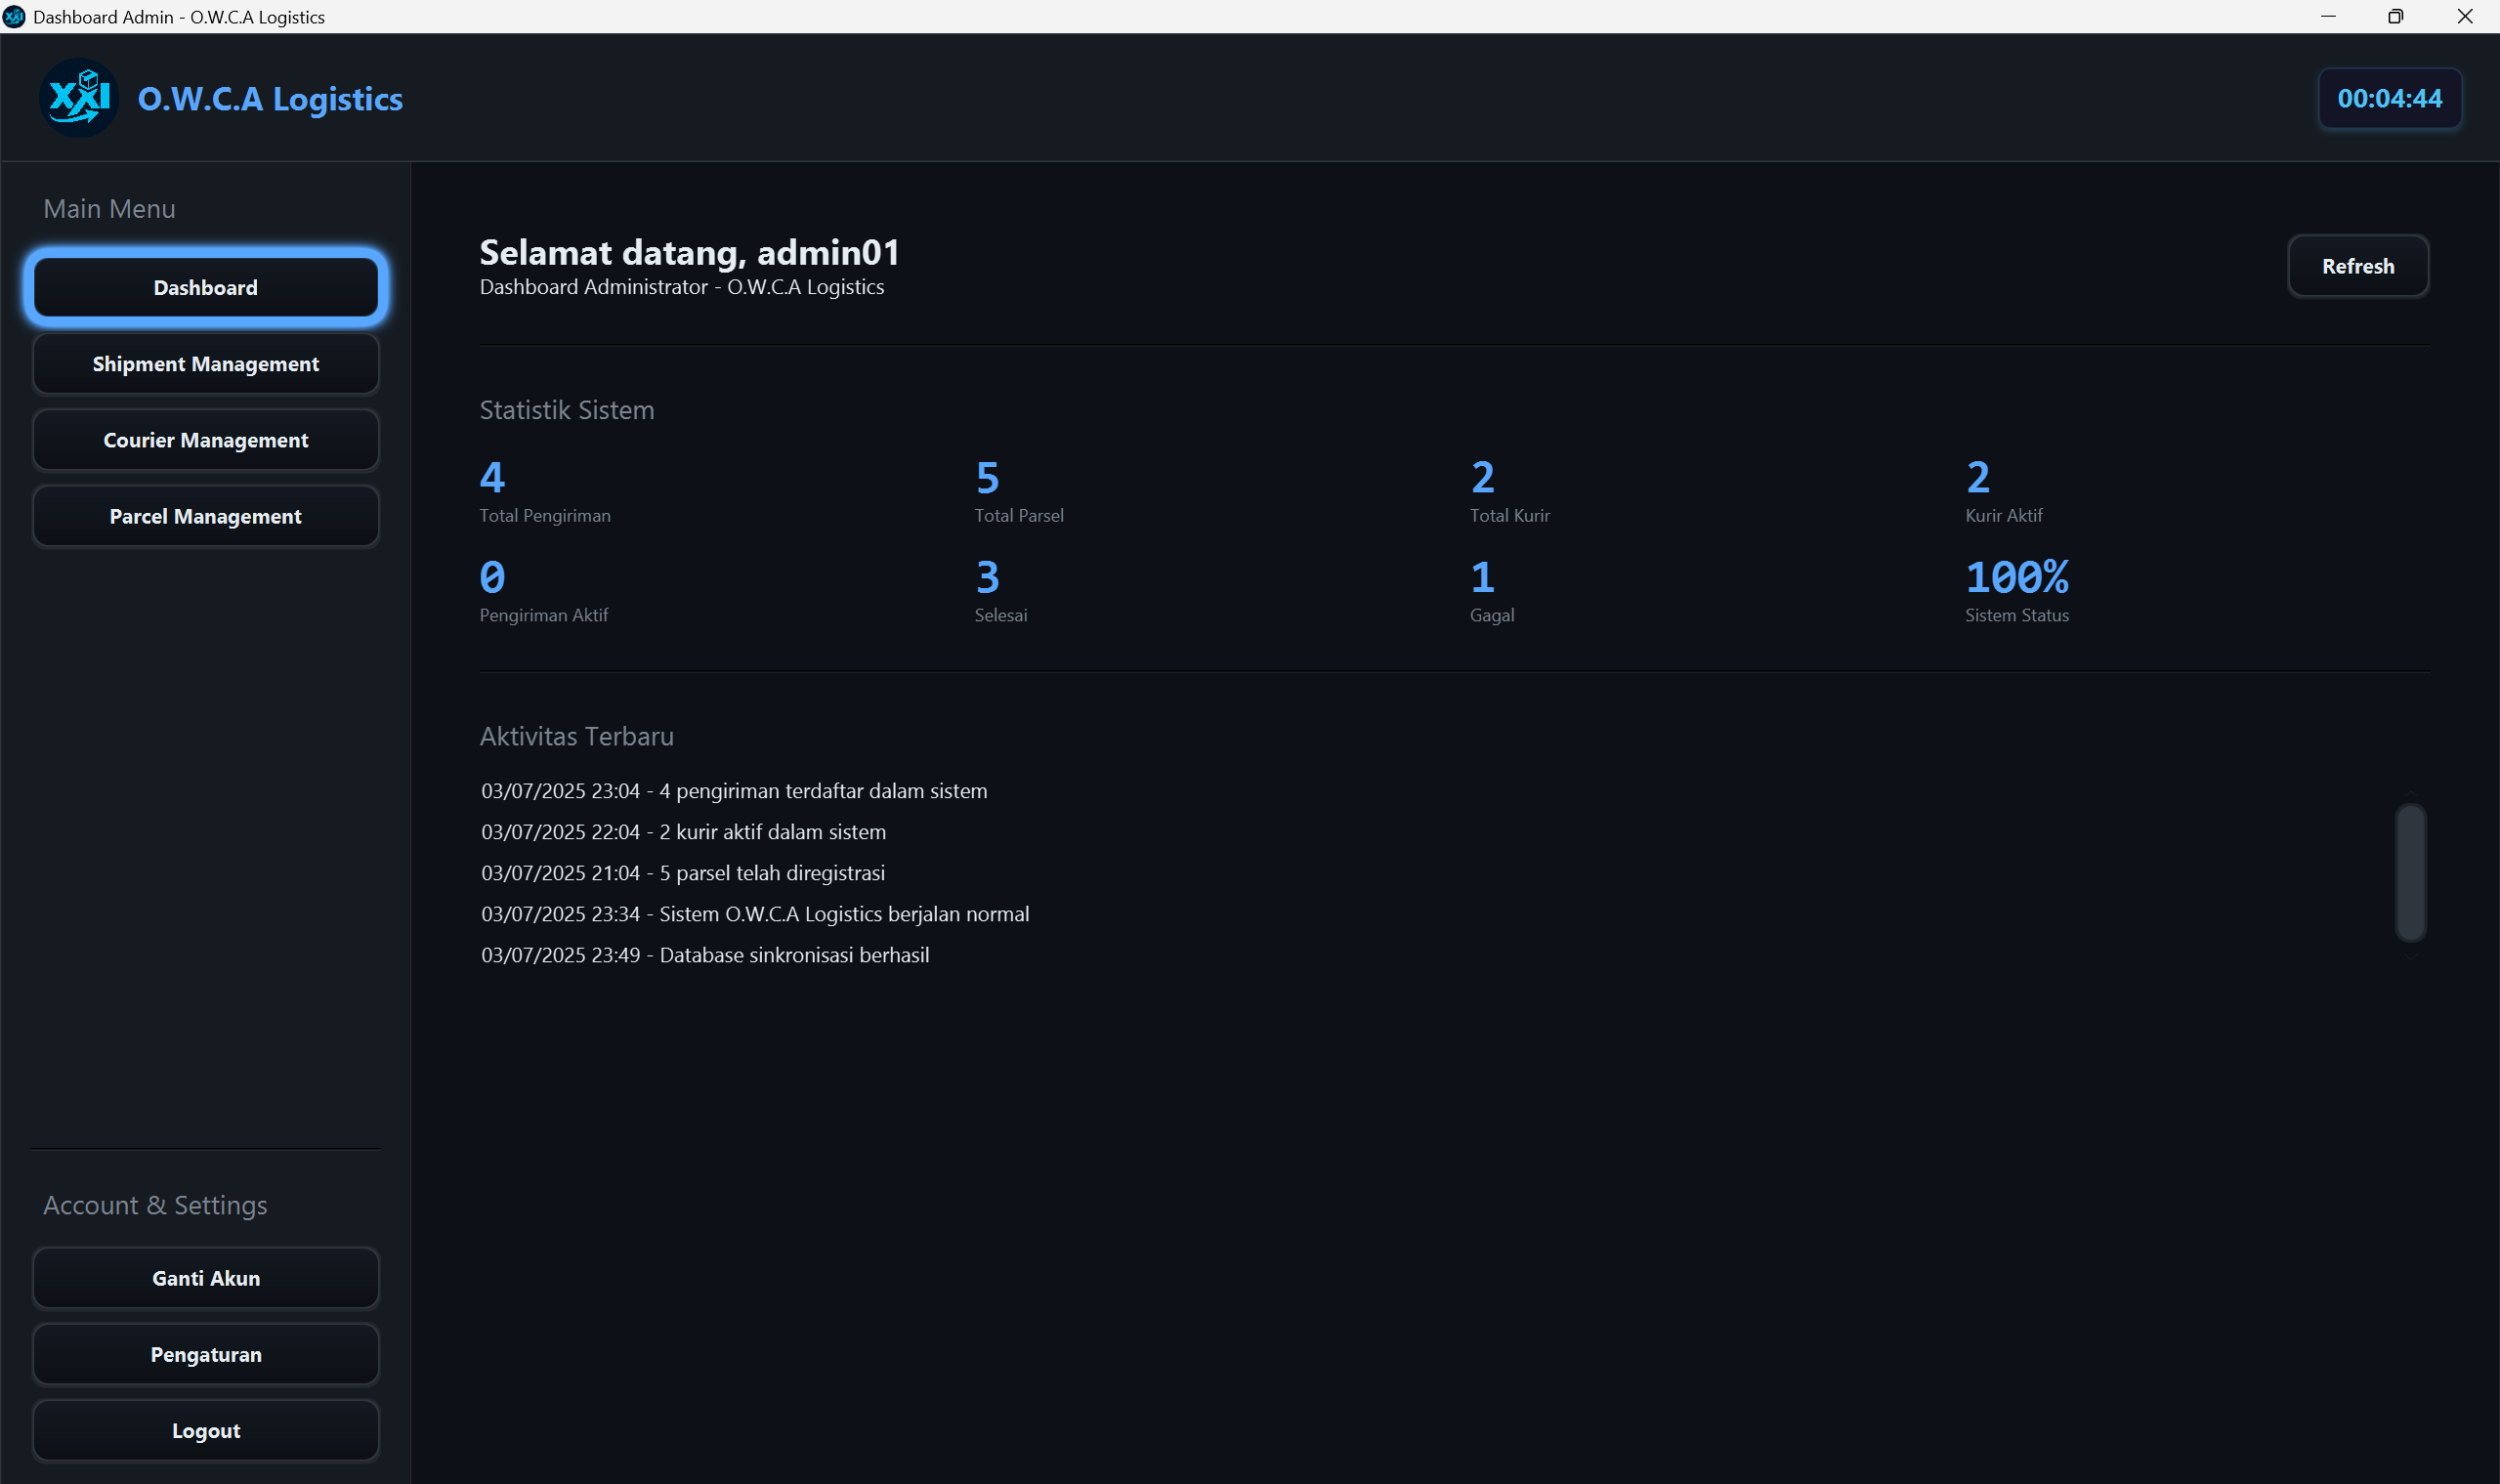 Dashboard Admin - O.W.C.A Logistics
XXI
O.W.C.A Logistics
00:04:44
Main Menu
Dashboard
Shipment Management
Courier Management
Parcel Management
Account & Settings
Ganti Akun
Pengaturan
Logout
Selamat datang, admin01
Dashboard Administrator - O.W.C.A Logistics
Refresh
Statistik Sistem
4
Total Pengiriman
5
Total Parsel
2
Total Kurir
2
Kurir Aktif
0
Pengiriman Aktif
3
Selesai
1
Gagal
100%
Sistem Status
Aktivitas Terbaru
03/07/2025 23:04 - 4 pengiriman terdaftar dalam sistem
03/07/2025 22:04 - 2 kurir aktif dalam sistem
03/07/2025 21:04 - 5 parsel telah diregistrasi
03/07/2025 23:34 - Sistem O.W.C.A Logistics berjalan normal
03/07/2025 23:49 - Database sinkronisasi berhasil